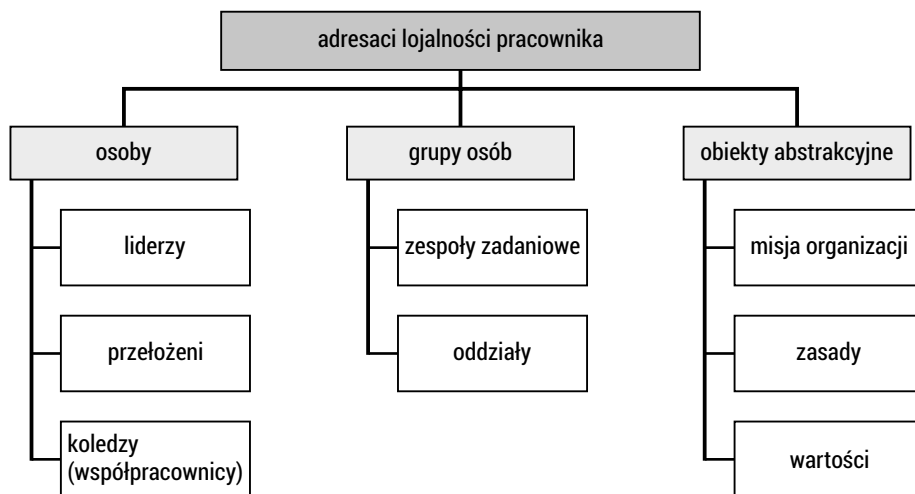 adresaci lojalności pracownika
osoby
grupy osób
obiekty abstrakcyjne
liderzy
zespoły zadaniowe
misja organizacji
przełożeni
oddziały
zasady
koledzy
(współpracownicy)
wartości